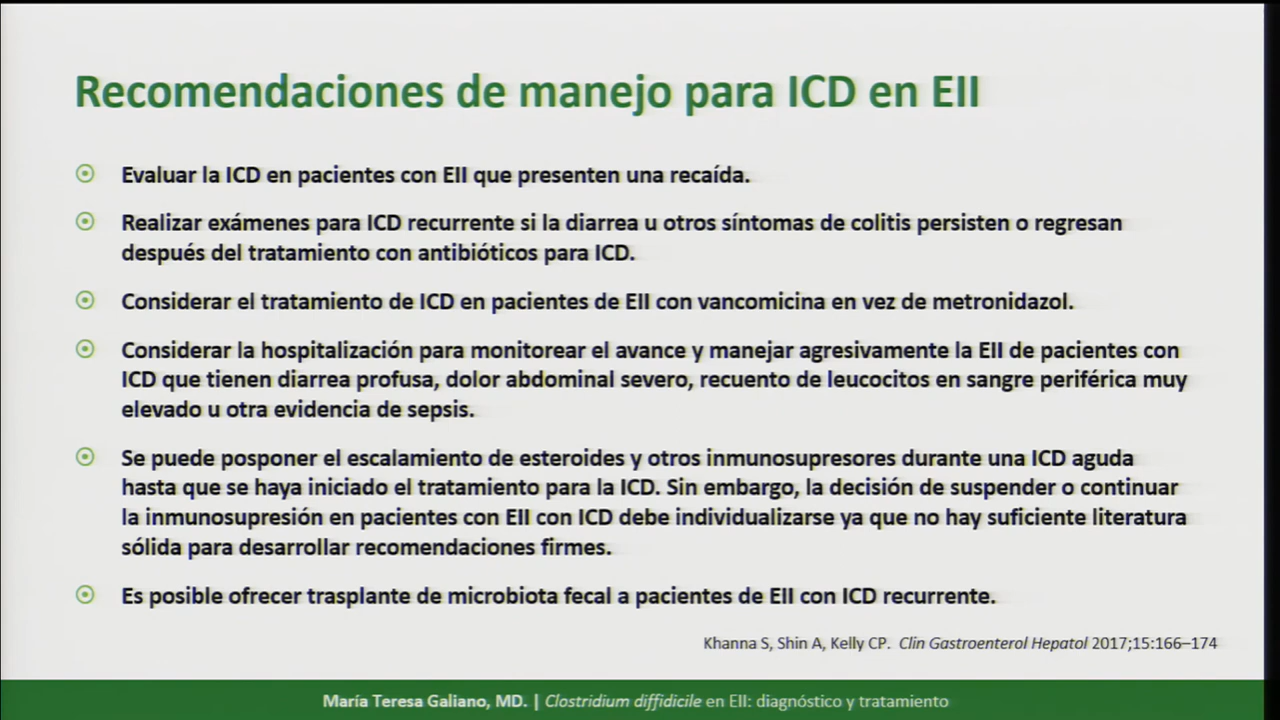 Recomendaciones de manejo para ICD en EII
Evaluar la ICD en pacientes con EII que presenten una recaída.
Realizar exámenes para ICD recurrente si la diarrea u otros síntomas de colitis persisten o regresan
después del tratamiento con antibióticos para ICD.
Considerar el tratamiento de ICD en pacientes de EII con vancomicina en vez de metronidazol.
Considerar la hospitalización para monitorear el avance y manejar agresivamente la EII de pacientes con
ICD que tienen diarrea profusa, dolor abdominal severo, recuento de leucocitos en sangre periférica muy
elevado u otra evidencia de sepsis.
Se puede posponer el escalamiento de esteroides y otros inmunosupresores durante una ICD aguda
hasta que se haya iniciado el tratamiento para la ICD. Sin embargo, la decisión de suspender o continuar
la inmunosupresión en pacientes con EII con ICD debe individualizarse ya que no hay suficiente literatura
sólida para desarrollar recomendaciones firmes.
Es posible ofrecer trasplante de microbiota fecal a pacientes de EII con ICD recurrente.
Khanna S, Shin A, Kelly CP. Clin Gastroenterol Hepatol 2017;15:166–174
María Teresa Galiano, MD. | Clostridium diffidicile en EII: diagnóstico y tratamiento